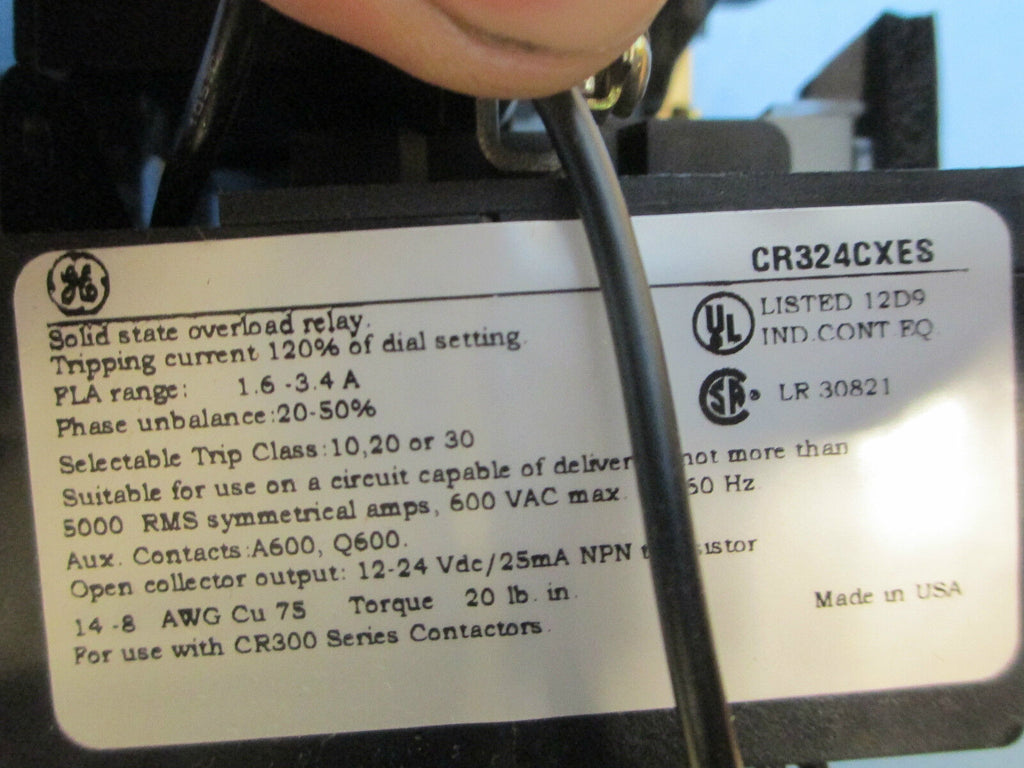 GE
CR324CXES
Solid state overload relay.
Tripping current 120% of dial setting.
FLA range: 1.6 -3.4 A
Phase unbalance:20-50%
Selectable Trip Class:10,20 or 30
UL LISTED 12D9
IND.CONT.EQ.
SA LR 30821
Suitable for use on a circuit capable of deliver not more than
5000 RMS symmetrical amps, 600 VAC max. Hz
Aux. Contacts:A600, Q600.
Open collector output: 12-24 Vdc/25mA NPN
14-8 AWG Cu 75 Torque 20 lb. in.
Made in USA
For use with CR300 Series Contactors.